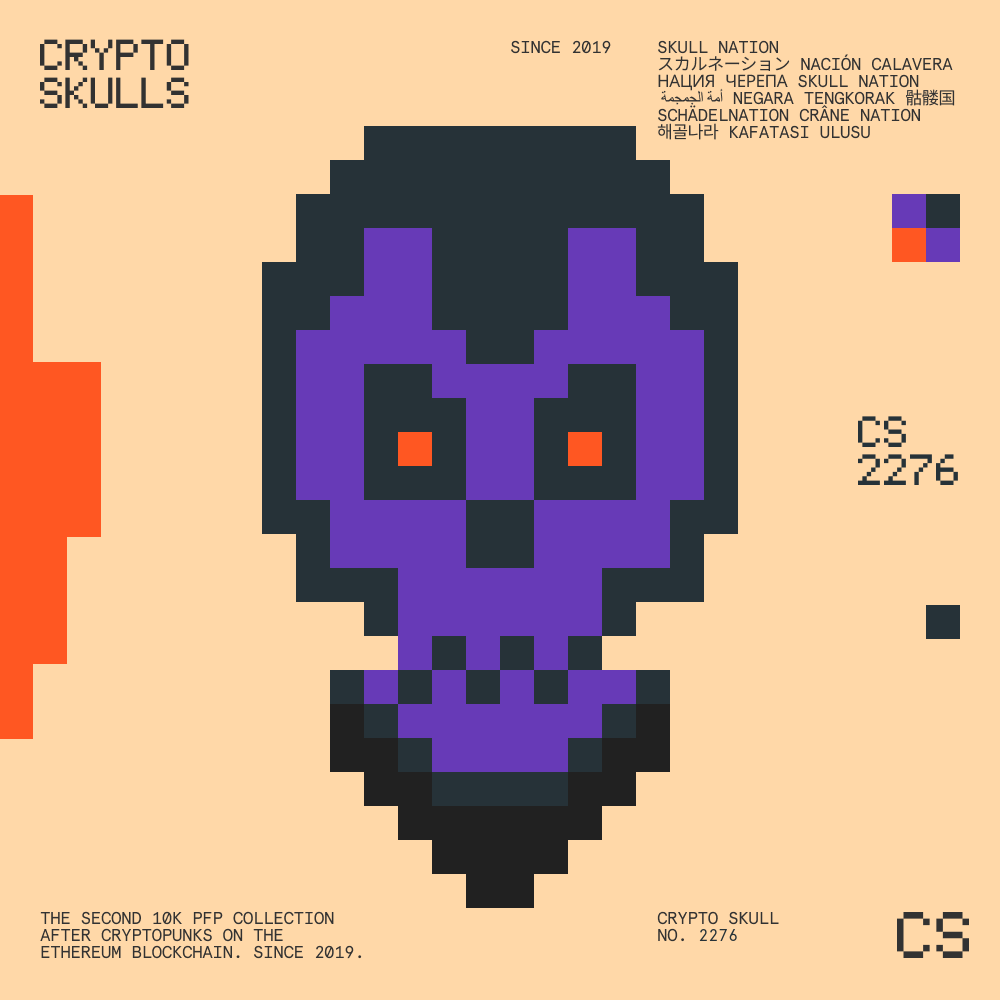 CRYPTO
SKULLS
SINCE 2019
SKULL NATION
スカルネーション NACIÓN CALAVERA
НАЦИЯ ЧЕРЕПА SKULL NATION
أمة الجمجمة NEGARA TENGKORAK 骷髅国
SCHÄDELNATION CRÂNE NATION
해골나라 KAFATASI ULUSU
CS
2276
THE SECOND 10K PFP COLLECTION
AFTER CRYPTOPUNKS ON THE
ETHEREUM BLOCKCHAIN. SINCE 2019.
CRYPTO SKULL
NO. 2276
CS